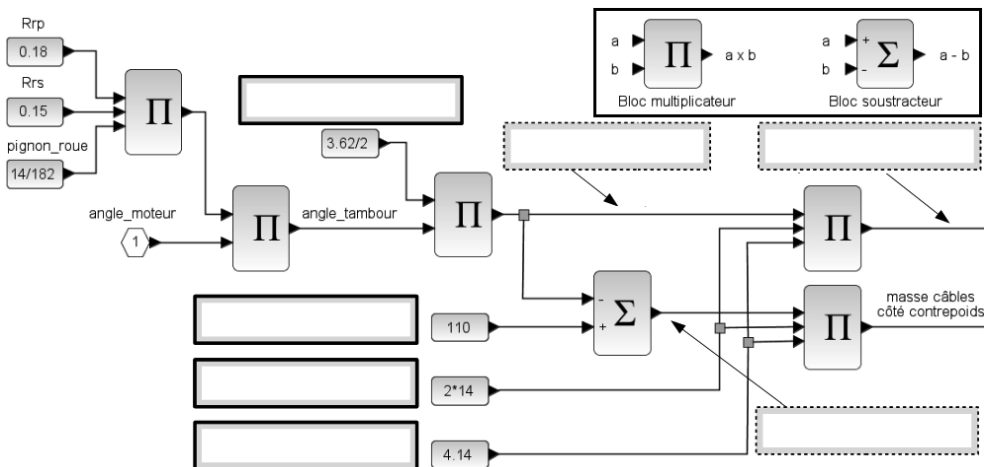 Rrp
0.18
Rrs
0.15
pignon_roue
14/182
Π
angle_moteur
1
Π
angle_tambour
3.62/2
Π
a
b
Π
a x b
Bloc multiplicateur
a
b
+
-
Σ
a - b
Bloc soustracteur
Π
-
+
Σ
110
2*14
4.14
Π
masse câbles
côté contrepoids